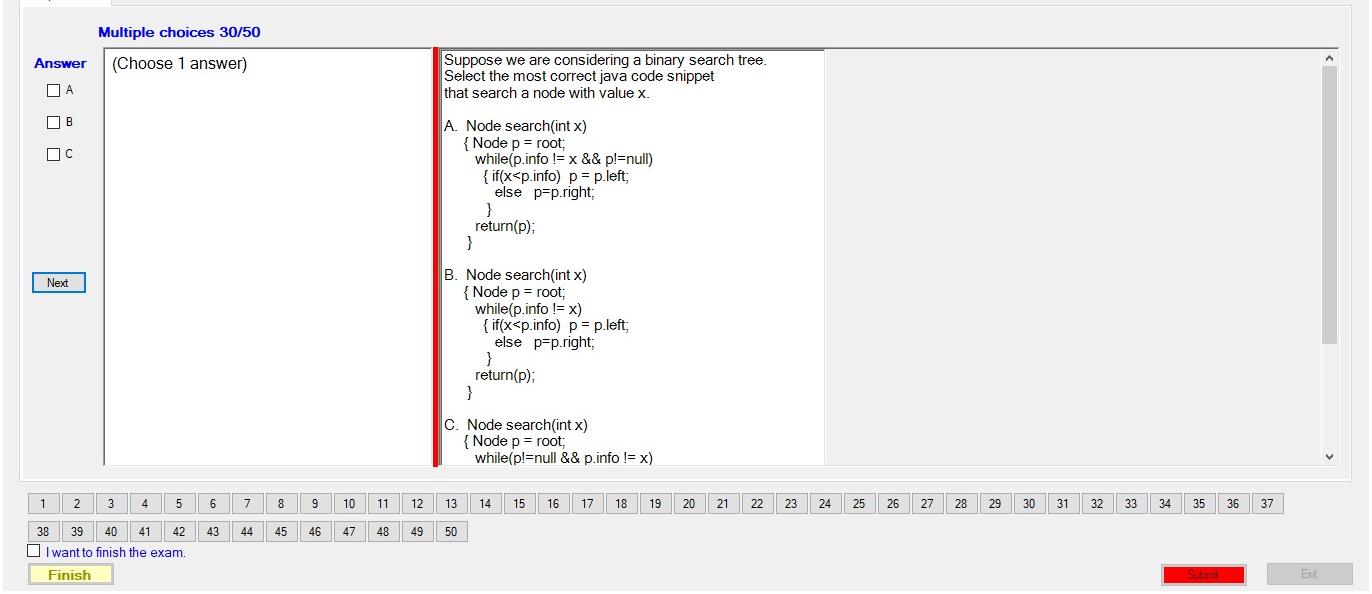 Multiple choices 30/50
Answer
A
B
C
Next
(Choose 1 answer)
Suppose we are considering a binary search tree.
Select the most correct java code snippet
that search a node with value x.
A. Node search(int x)
{ Node p = root;
while(p.info != x && p!=null)
{ if(x<p.info) p = p.left;
else p=p.right;
}
return(p);
}
B. Node search(int x)
{ Node p = root;
while(p.info != x)
{ if(x<p.info) p = p.left;
else p=p.right;
}
return(p);
}
C. Node search(int x)
{ Node p = root;
while(p!=null && p.info != x)
1 2 3 4 5 6 7 8 9 10 11 12 13 14 15 16 17 18 19 20 21 22 23 24 25 26 27 28 29 30 31 32 33 34 35 36 37
38 39 40 41 42 43 44 45 46 47 48 49 50
I want to finish the exam.
Finish
Submit
Exit